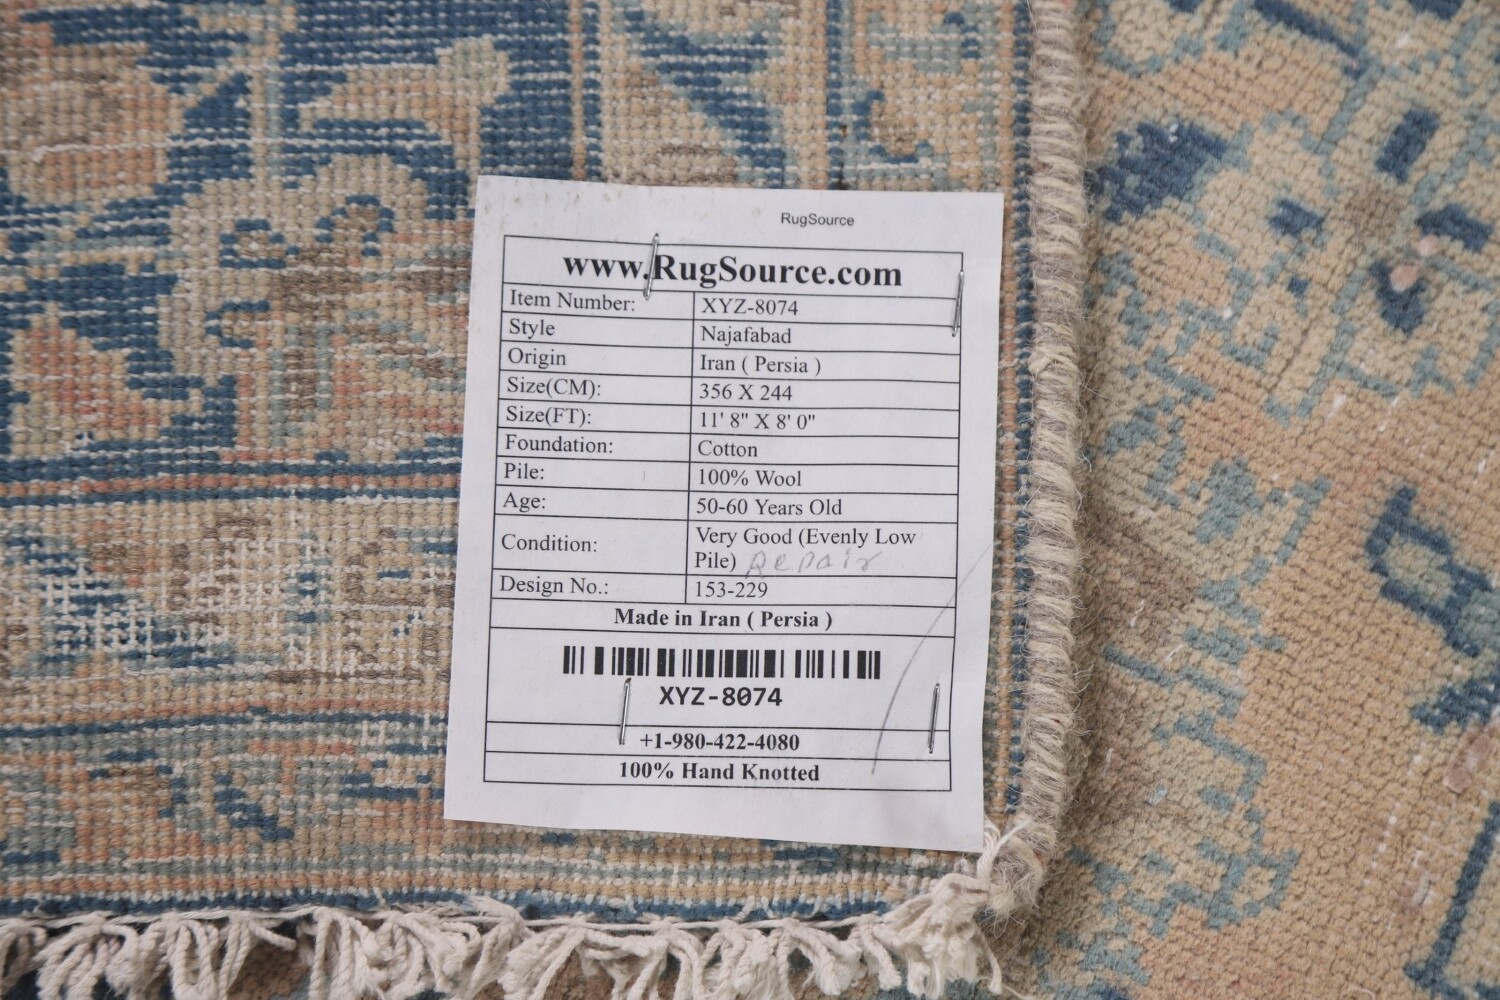 RugSource
www.RugSource.com
Item Number: XYZ-8074
Style Najafabad
Origin Iran ( Persia )
Size(CM): 356 X 244
Size(FT): 11' 8" X 8' 0"
Foundation: Cotton
Pile: 100% Wool
Age: 50-60 Years Old
Condition: Very Good (Evenly Low
Pile) Repair
Design No.: 153-229
Made in Iran ( Persia )
XYZ-8074
+1-980-422-4080
100% Hand Knotted